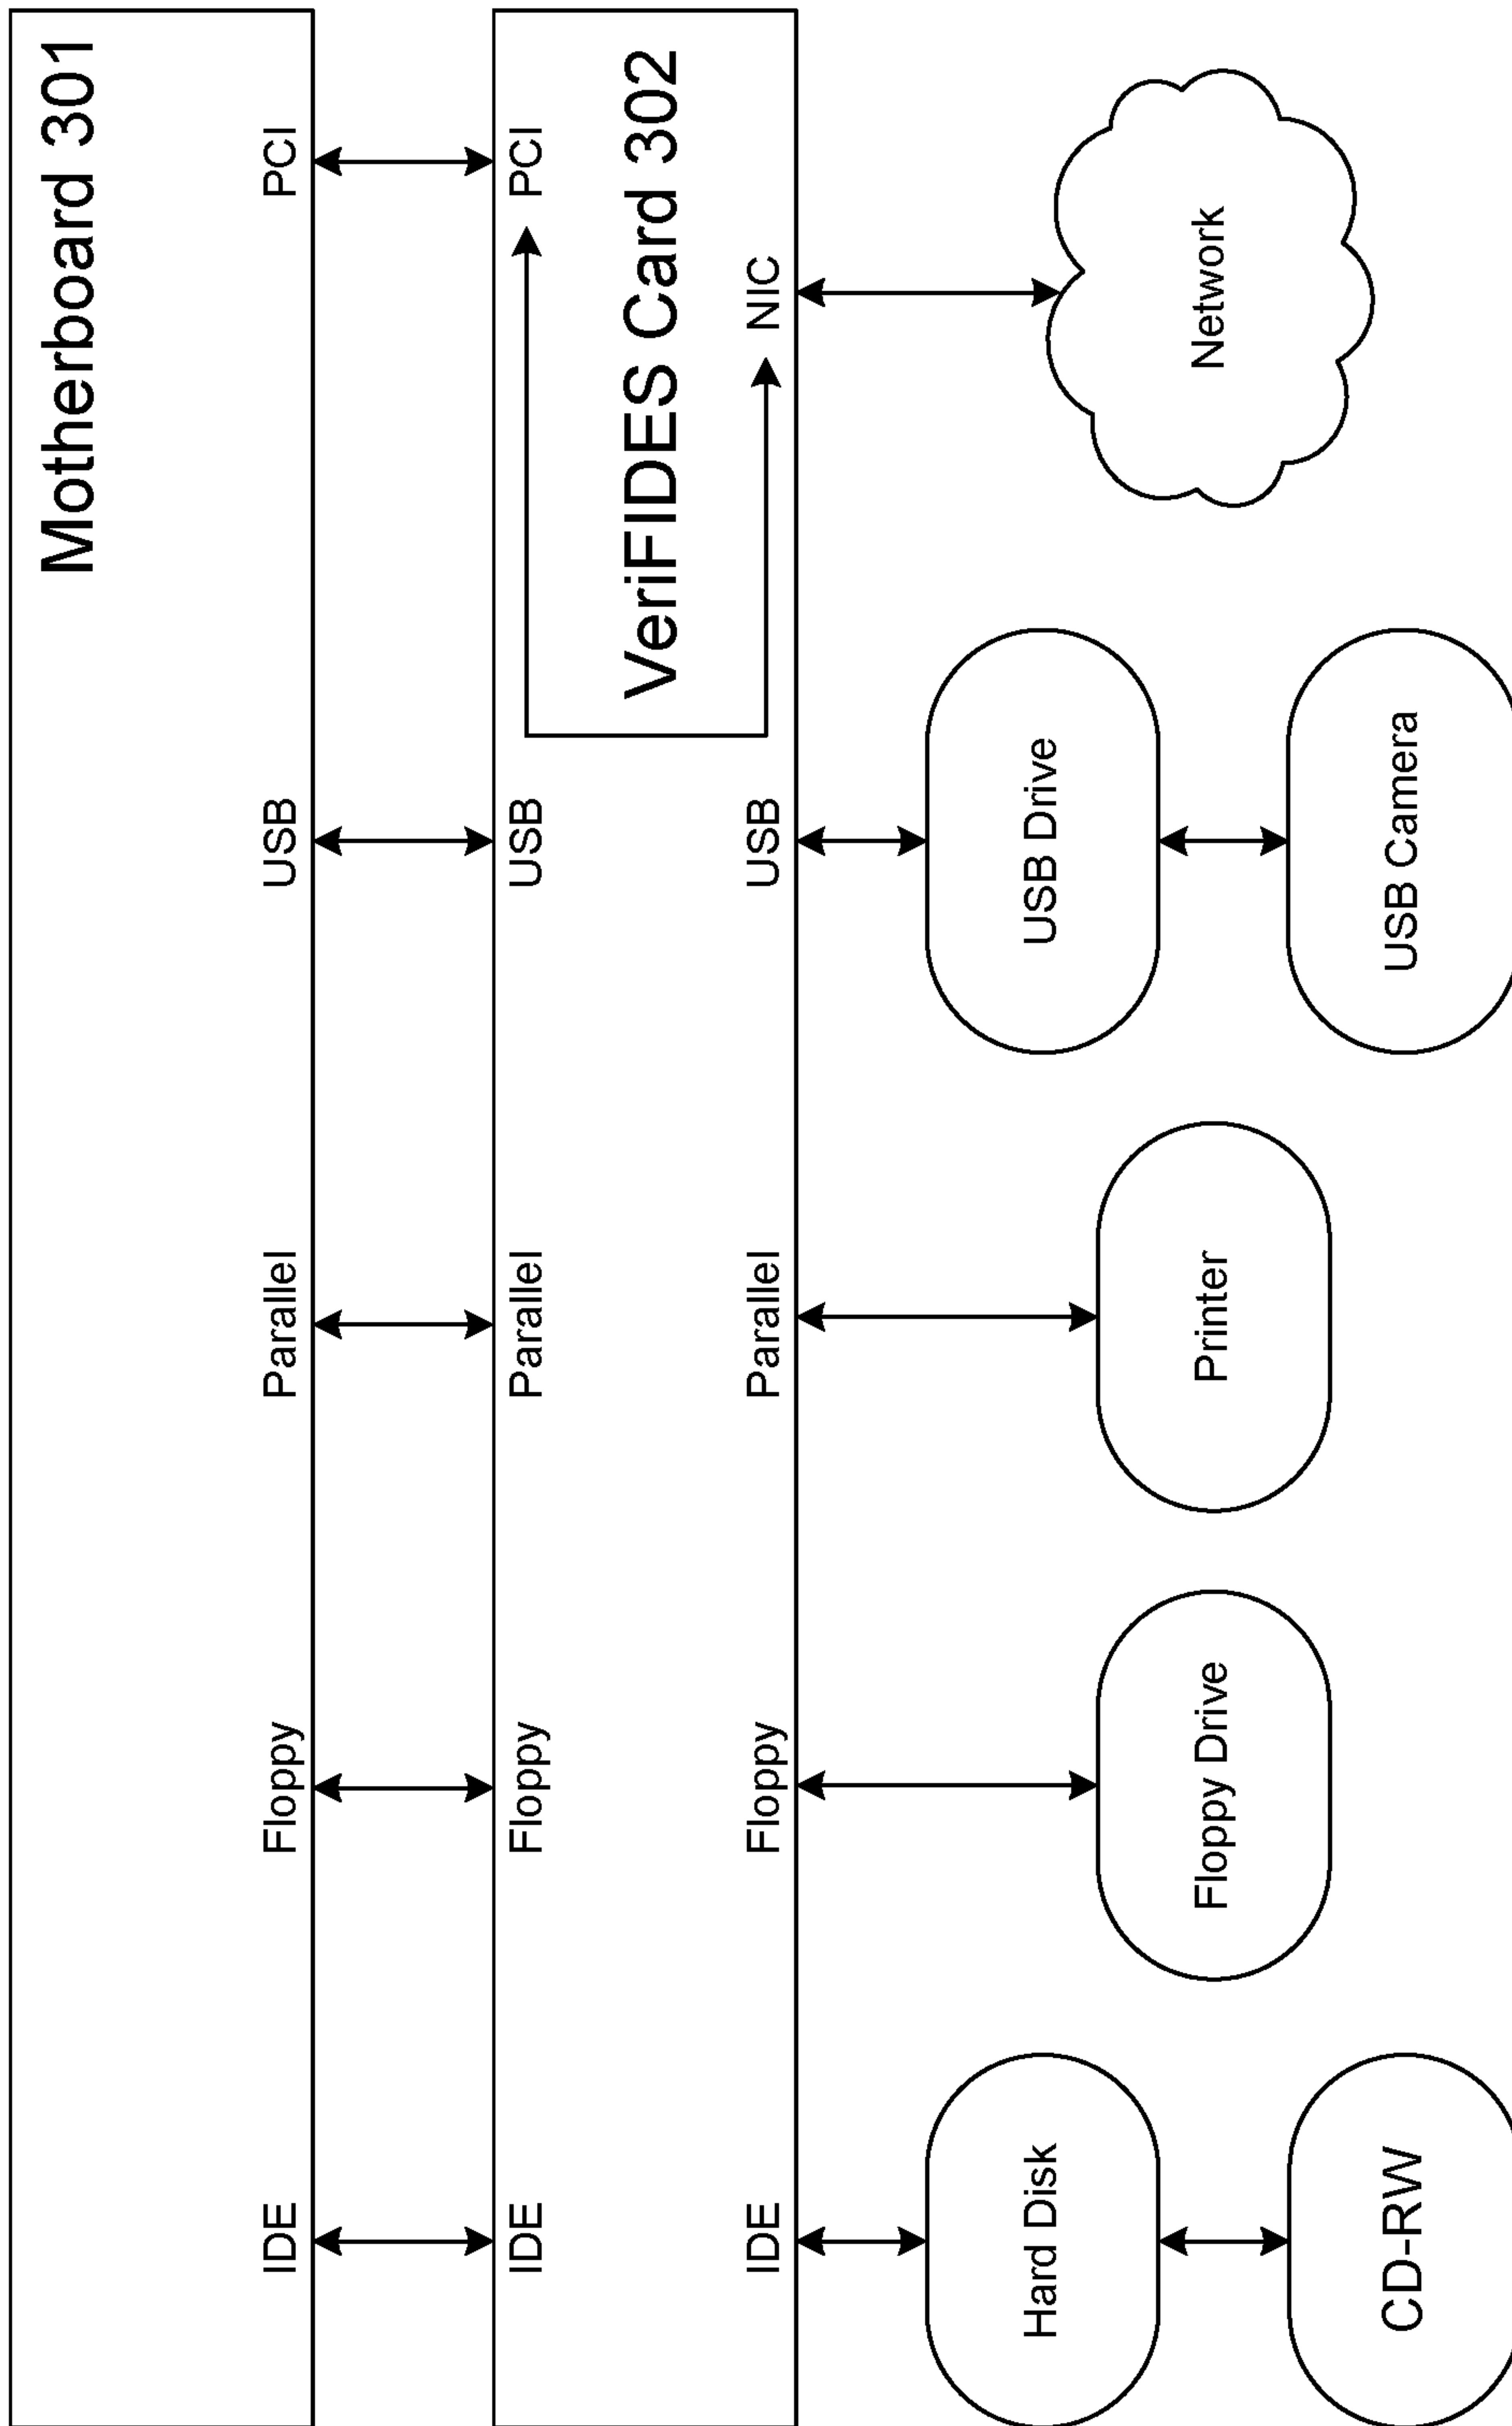 Motherboard 301
IDE
Floppy
Parallel
USB
PCI
IDE
Floppy
Parallel
USB
PCI
VeriFIDES Card 302
IDE
Floppy
Parallel
USB
NIC
Hard Disk
Floppy Drive
Printer
USB Drive
Network
CD-RW
USB Camera